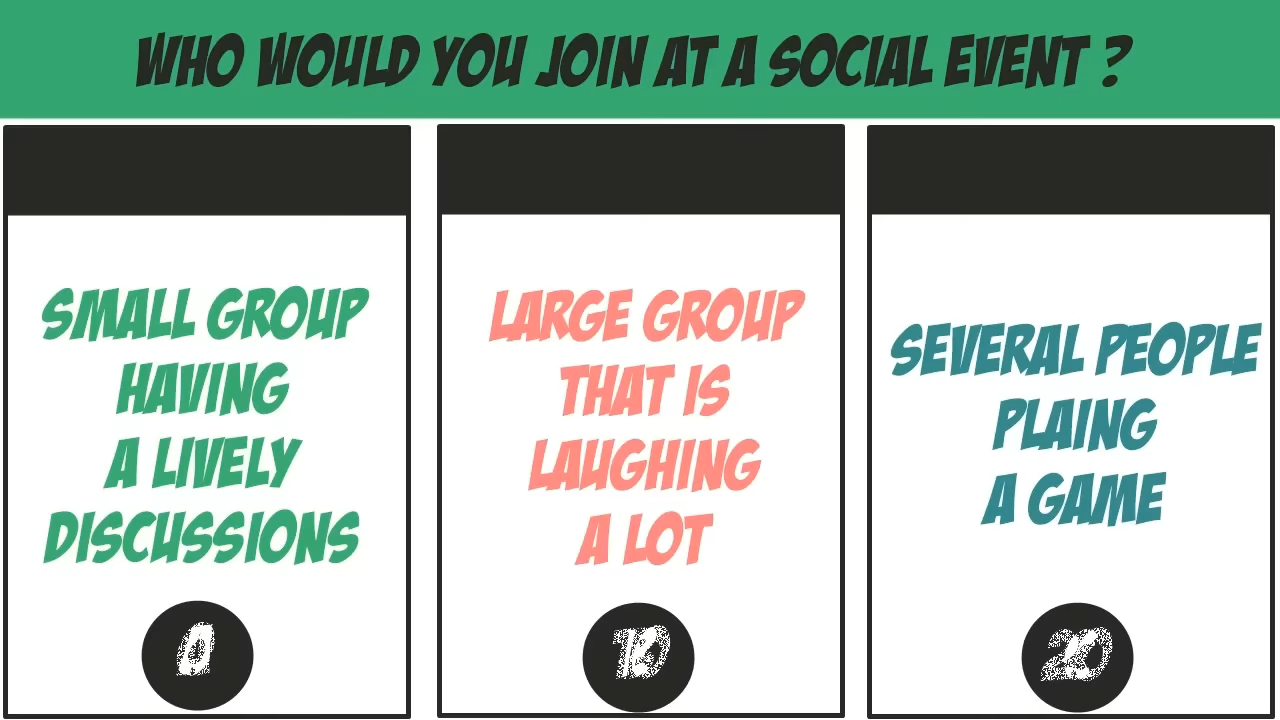 WHO WOULD YOU JOIN AT A SOCIAL EVENT ?
SMALL GROUP
HAVING
A LIVELY
DISCUSSIONS
0
LARGE GROUP
THAT IS
LAUGHING
A LOT
10
SEVERAL PEOPLE
PLAING
A GAME
20